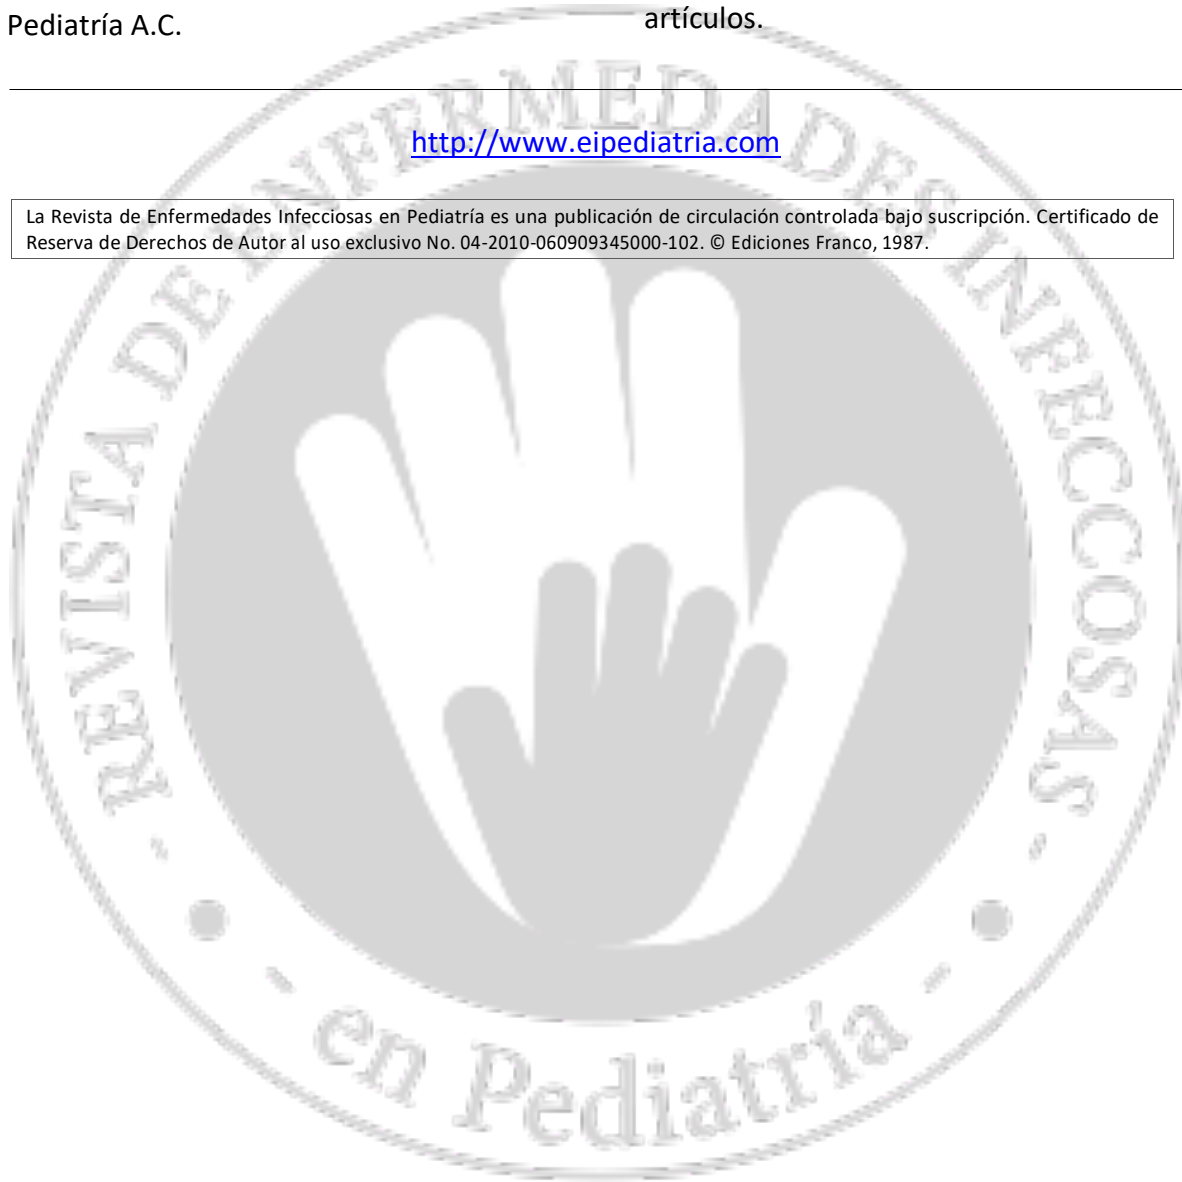 Pediatría A.C.
artículos.
http://www.eipediatria.com
La Revista de Enfermedades Infecciosas en Pediatría es una publicación de circulación controlada bajo suscripción. Certificado de
Reserva de Derechos de Autor al uso exclusivo No. 04-2010-060909345000-102. © Ediciones Franco, 1987.
REVISTA DE ENFERMEDADES INFECCOSAS
- en Pediatría -